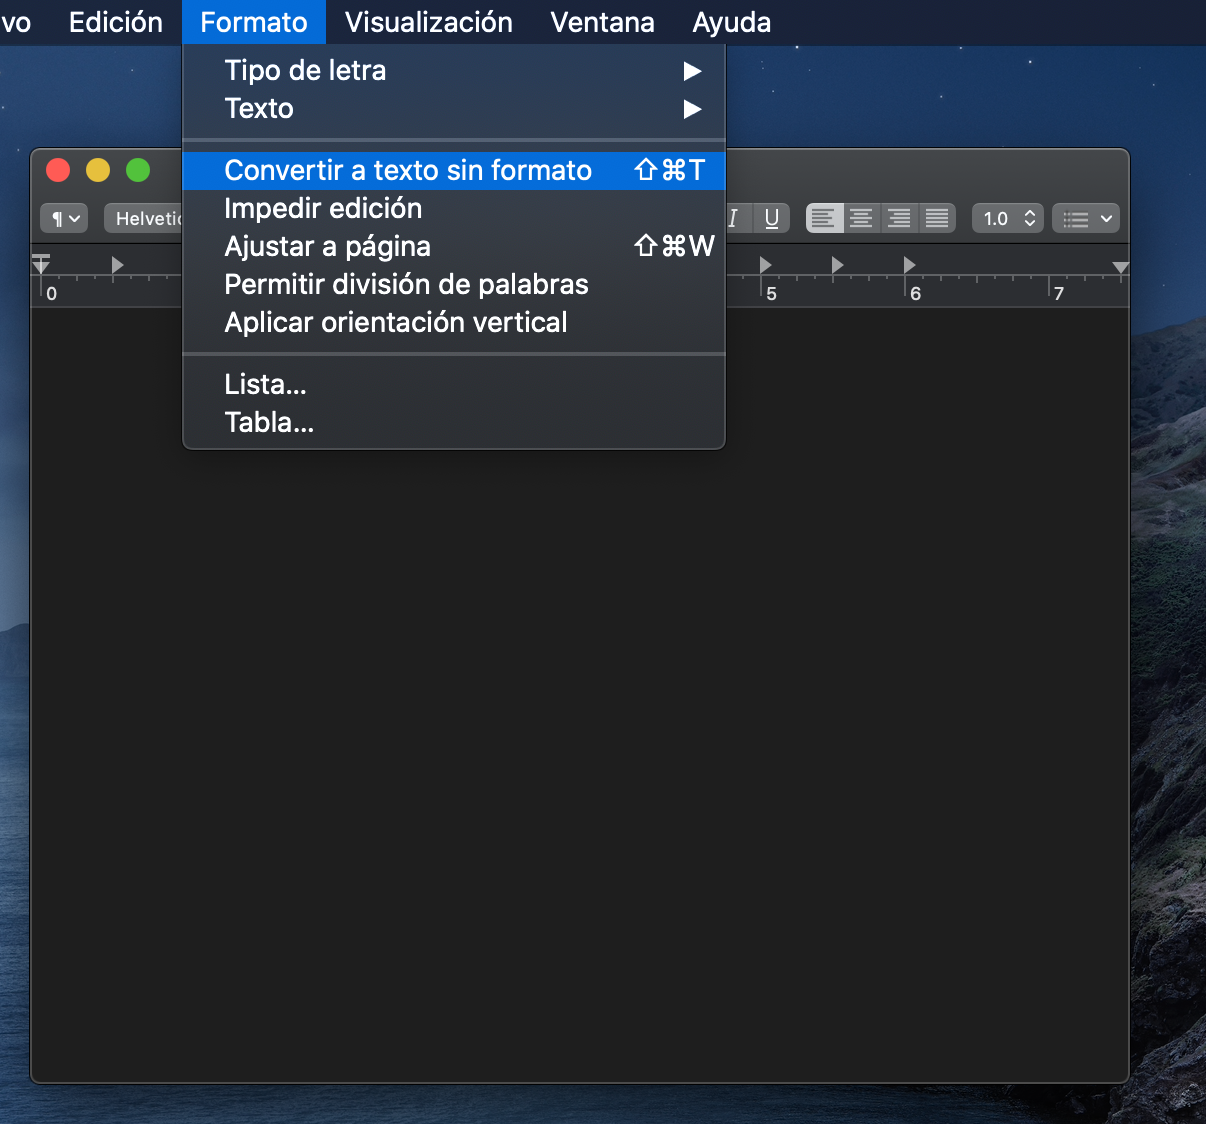 vo Edición Formato Visualización Ventana Ayuda
Tipo de letra ▶
Texto ▶
Convertir a texto sin formato ⇧⌘T
Impedir edición
Ajustar a página ⇧⌘W
Permitir división de palabras
Aplicar orientación vertical
Lista...
Tabla...
¶ Helvetic I U 1.0
0 5 6 7